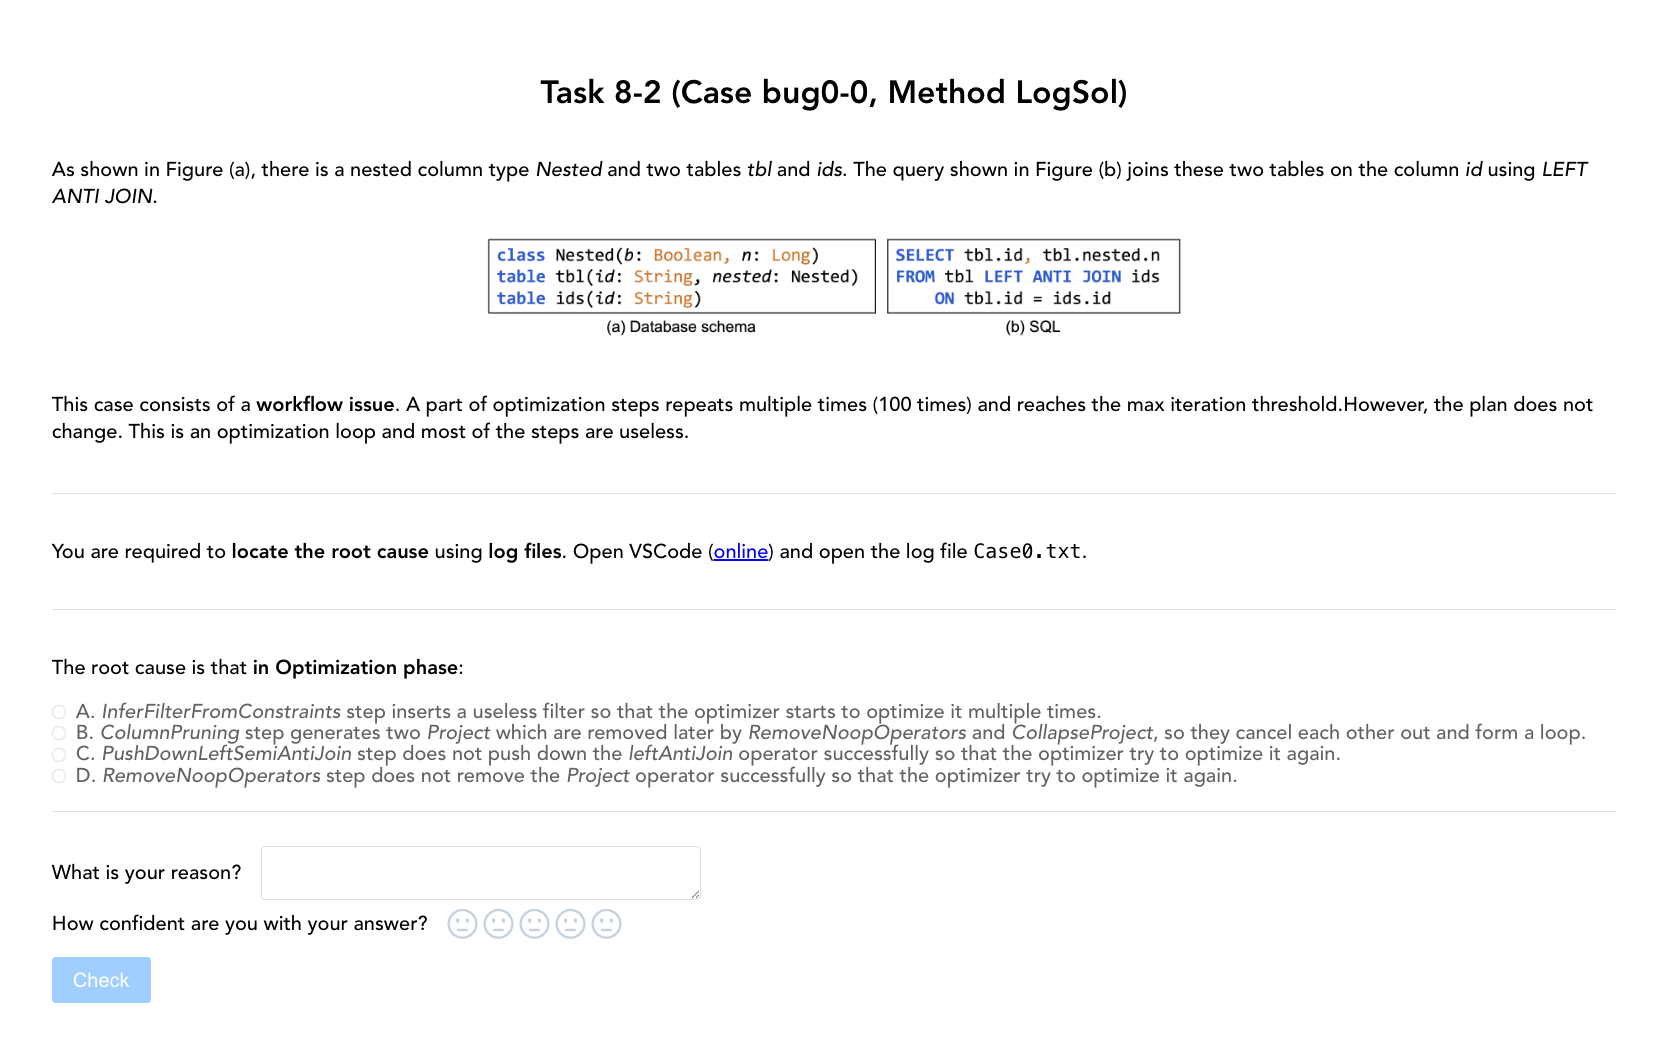 Task 8-2 (Case bug0-0, Method LogSol)
As shown in Figure (a), there is a nested column type Nested and two tables tbl and ids. The query shown in Figure (b) joins these two tables on the column id using LEFT
ANTI JOIN.
class Nested(b: Boolean, n: Long)
table tbl(id: String, nested: Nested)
table ids(id: String)
(a) Database schema
SELECT tbl.id, tbl.nested.n
FROM tbl LEFT ANTI JOIN ids
ON tbl.id = ids.id
(b) SQL
This case consists of a workflow issue. A part of optimization steps repeats multiple times (100 times) and reaches the max iteration threshold.However, the plan does not
change. This is an optimization loop and most of the steps are useless.
You are required to locate the root cause using log files. Open VSCode (online) and open the log file Case0.txt.
The root cause is that in Optimization phase:
A. InferFilterFromConstraints step inserts a useless filter so that the optimizer starts to optimize it multiple times.
B. ColumnPruning step generates two Project which are removed later by RemoveNoopOperators and CollapseProject, so they cancel each other out and form a loop.
C. PushDownLeftSemiAntiJoin step does not push down the leftAntiJoin operator successfully so that the optimizer try to optimize it again.
D. RemoveNoopOperators step does not remove the Project operator successfully so that the optimizer try to optimize it again.
What is your reason?
How confident are you with your answer?
Check